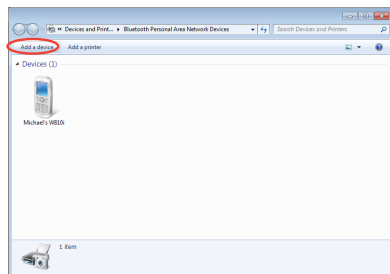 Devices and Print... Bluetooth Personal Area Network Devices
Search Devices and Printers
Add a device Add a printer
Devices (1)
Michael's W810i
1 item